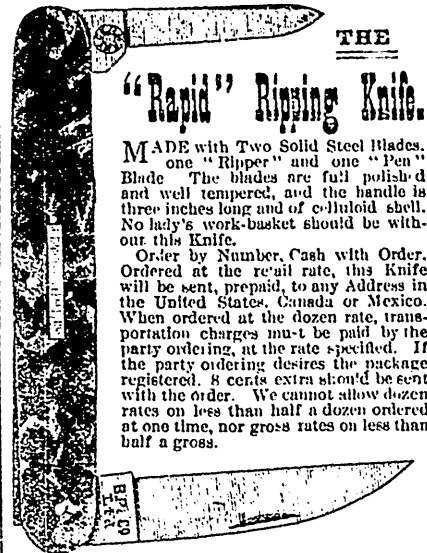 THE
"Rapid" Ripping Knife.
MADE with Two Solid Steel Blades.
one "Ripper" and one "Pen"
Blade The blades are full polished
and well tempered, and the handle is
three inches long and of celluloid shell.
No lady's work-basket should be with-
out this Knife.
Order by Number, Cash with Order.
Ordered at the retail rate, this Knife
will be sent, prepaid, to any Address in
the United States, Canada or Mexico.
When ordered at the dozen rate, trans-
portation charges must be paid by the
party ordering, at the rate specified. If
the party ordering desires the package
registered. 8 cents extra should be sent
with the order. We cannot allow dozen
rates on less than half a dozen ordered
at one time, nor gross rates on less than
half a gross.
B.P. Co